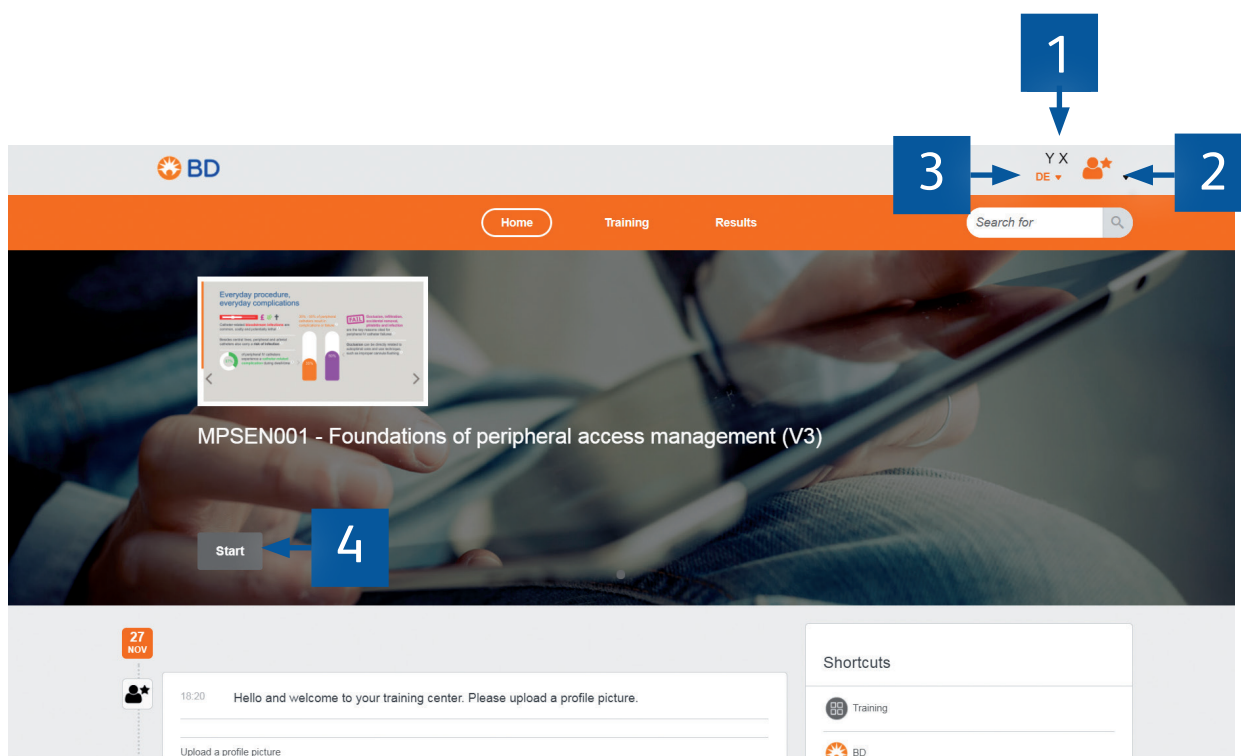 1
BD
3
Y X
DE
2
Home
Training
Results
Search for
Everyday procedure,
everyday complications
MPSEN001 - Foundations of peripheral access management (V3)
Start
4
27
NOV
18:20
Hello and welcome to your training center. Please upload a profile picture.
Upload a profile picture
Shortcuts
Training
BD